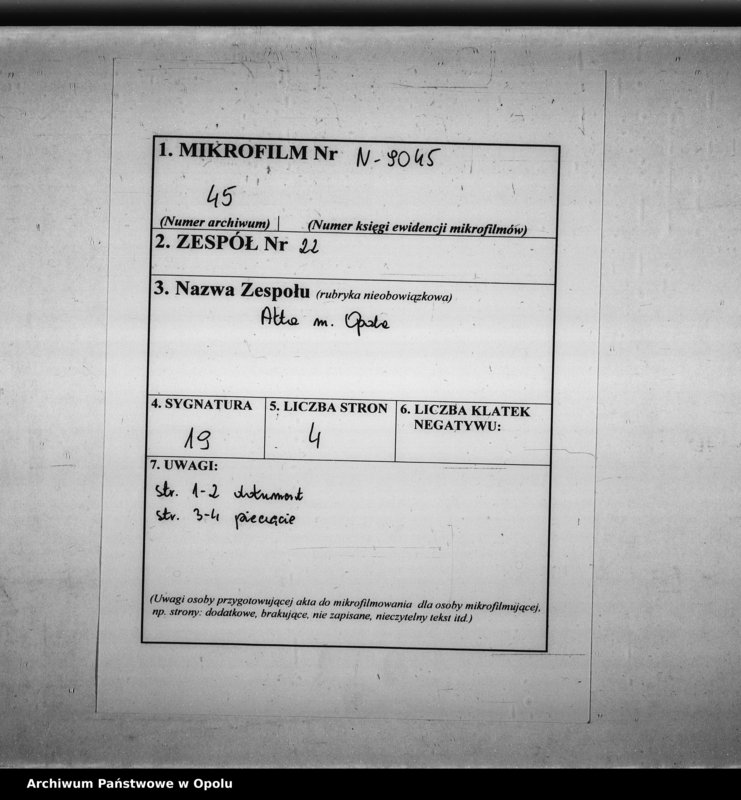 1. MIKROFILM Nr N-9045
45
(Numer archiwum) (Numer księgi ewidencji mikrofilmów)
2. ZESPÓŁ Nr 22
3. Nazwa Zespołu (rubryka nieobowiązkowa)
Akta m. Opola
4. SYGNATURA 5. LICZBA STRON 6. LICZBA KLATEK
NEGATYWU:
19 4
7. UWAGI:
str. 1-2 dokument
str. 3-4 pieczęcie
(Uwagi osoby przygotowującej akta do mikrofilmowania dla osoby mikrofilmującej,
np. strony: dodatkowe, brakujące, nie zapisane, nieczytelny tekst itd.)
Archiwum Państwowe w Opolu